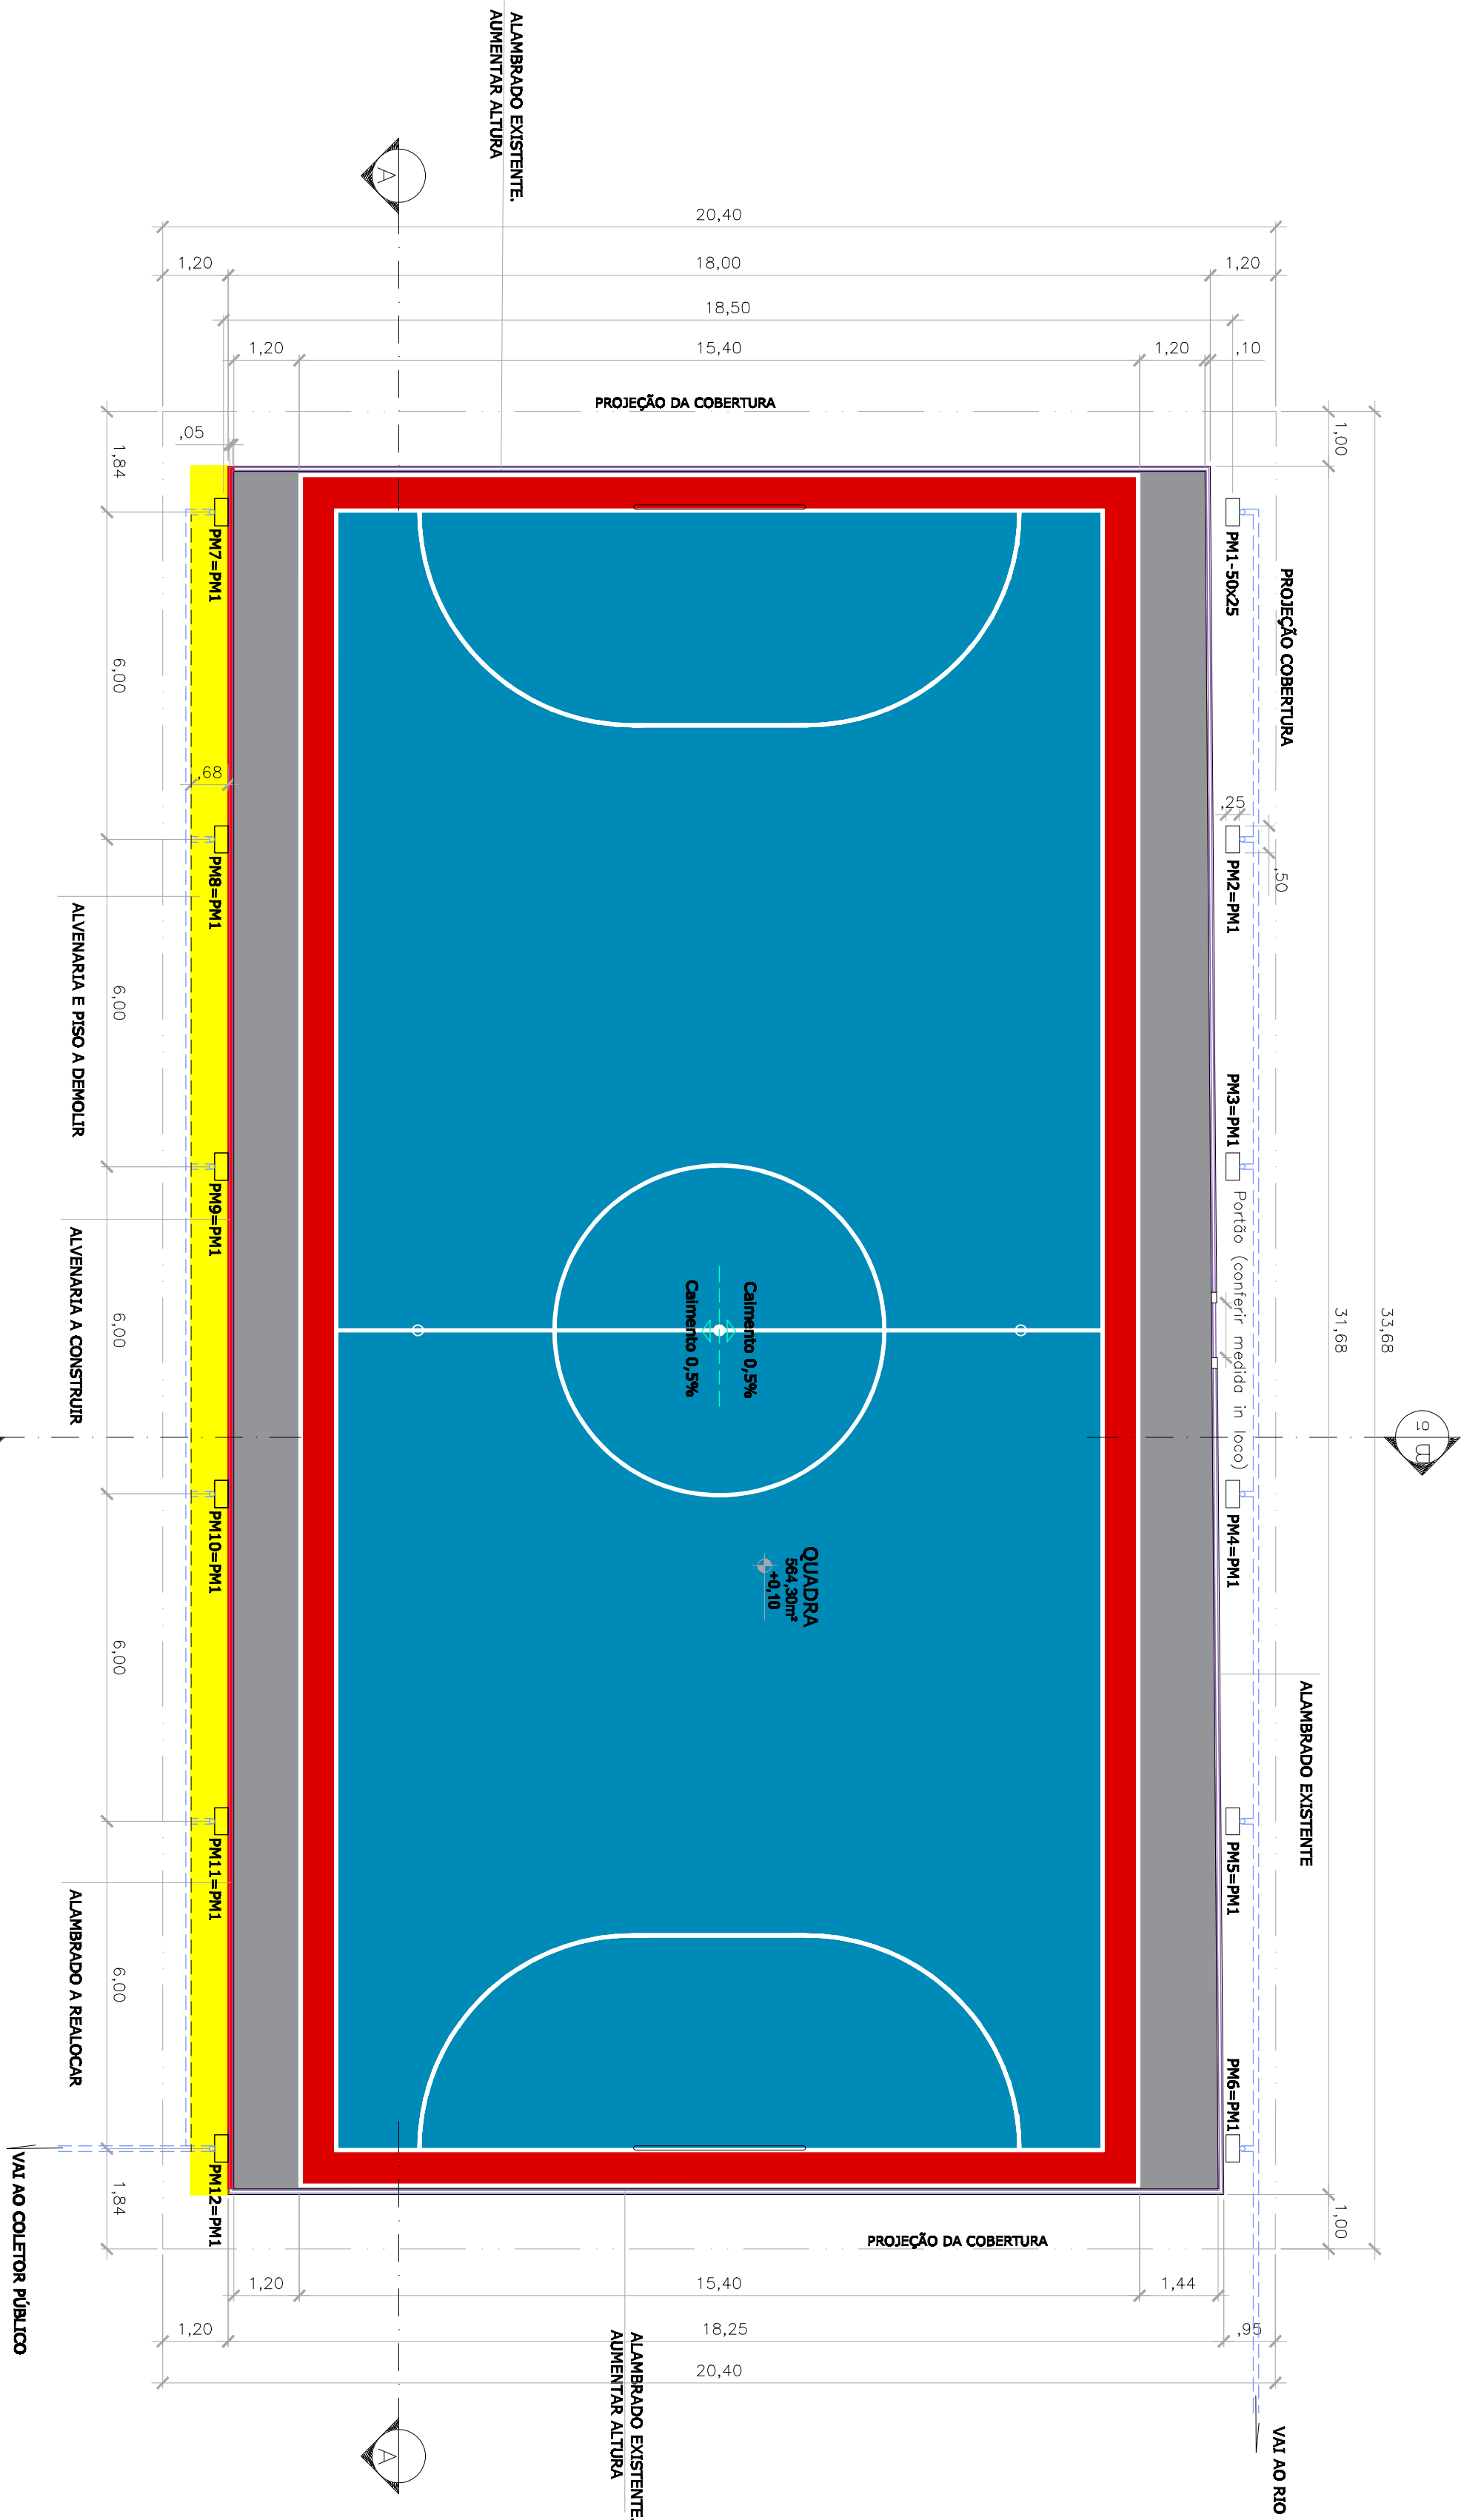 ALAMBRADO EXISTENTE.
AUMENTAR ALTURA
A
20,40
1,20
18,00
1,20
18,50
1,20
15,40
1,20
,10
PROJEÇÃO DA COBERTURA
,05
1,00
1,84
PM7=PM1
PM1-50x25
PROJEÇÃO COBERTURA
6,00
,68
,25
,50
PM8=PM1
PM2=PM1
ALVENARIA E PISO A DEMOLIR
6,00
PM3=PM1
PM9=PM1
Portão (conferir medida in loco)
ALVENARIA A CONSTRUIR
6,00
Caimento 0,5%
Caimento 0,5%
31,68
33,68
01
B
PM10=PM1
PM4=PM1
QUADRA
564,30m²
+0,10
6,00
ALAMBRADO EXISTENTE
PM11=PM1
PM5=PM1
ALAMBRADO A REALOCAR
6,00
PM6=PM1
PM12=PM1
1,84
1,00
VAI AO COLETOR PÚBLICO
PROJEÇÃO DA COBERTURA
1,20
15,40
1,44
1,20
18,25
,95
20,40
ALAMBRADO EXISTENTE.
AUMENTAR ALTURA
A
VAI AO RIO